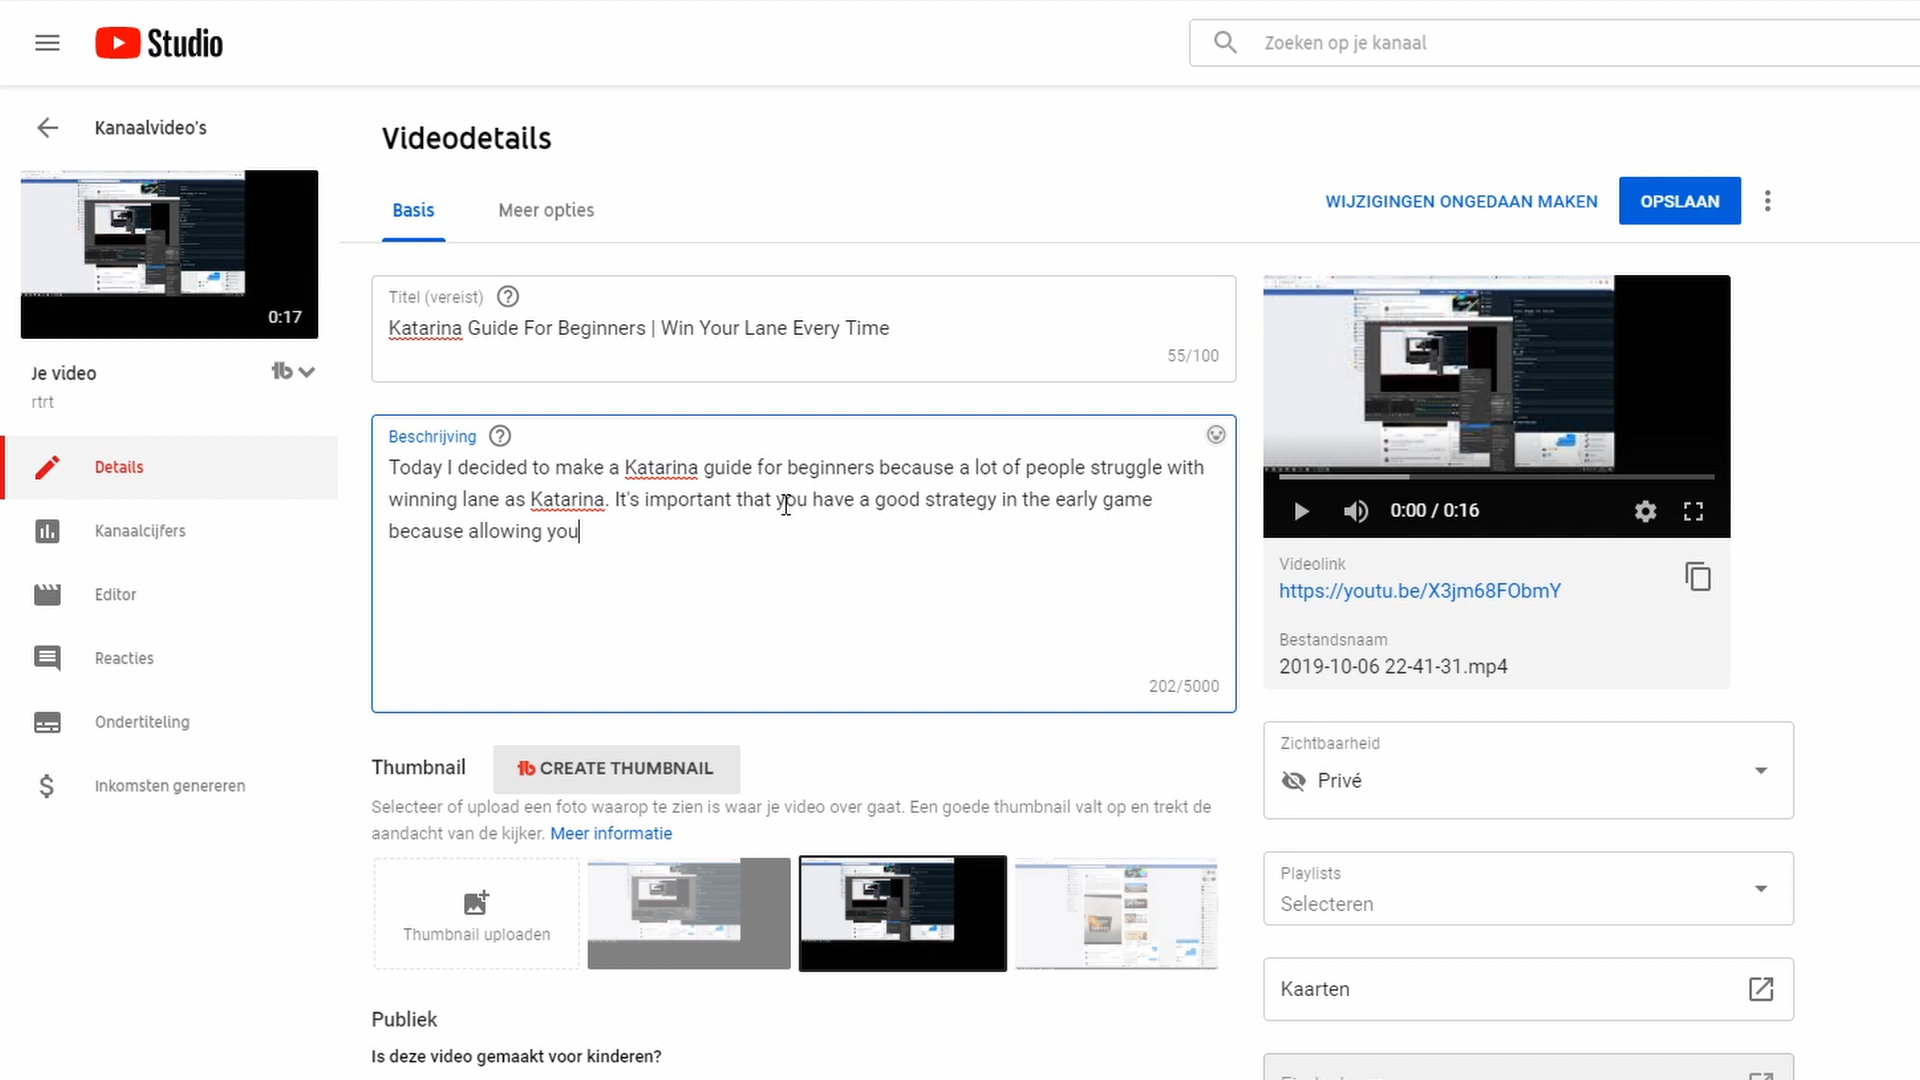 Studio
Zoeken op je kanaal
Kanaalvideo's
0:17
Je video
rtrt
Details
Kanaalcijfers
Editor
Reacties
Ondertiteling
Inkomsten genereren
Videodetails
Basis
Meer opties
WIJZIGINGEN ONGEDAAN MAKEN
OPSLAAN
Titel (vereist)
Katarina Guide For Beginners | Win Your Lane Every Time
55/100
Beschrijving
Today I decided to make a Katarina guide for beginners because a lot of people struggle with
winning lane as Katarina. It's important that you have a good strategy in the early game
because allowing you
202/5000
Thumbnail
CREATE THUMBNAIL
Selecteer of upload een foto waarop te zien is waar je video over gaat. Een goede thumbnail valt op en trekt de
aandacht van de kijker. Meer informatie
Thumbnail uploaden
Publiek
Is deze video gemaakt voor kinderen?
0:00 / 0:16
Videolink
https://youtu.be/X3jm68FObmY
Bestandsnaam
2019-10-06 22-41-31.mp4
Zichtbaarheid
Privé
Playlists
Selecteren
Kaarten